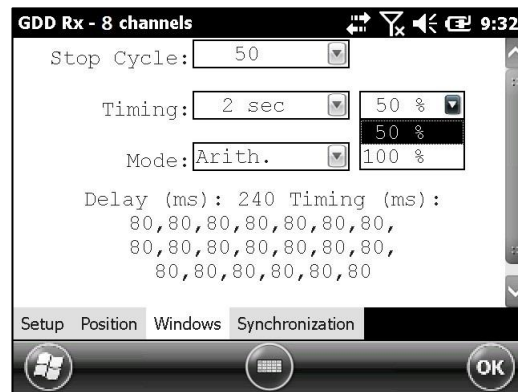 GDD Rx - 8 channels 9:32
Stop Cycle: 50
Timing: 2 sec 50 %
50 %
Mode: Arith. 100 %
Delay (ms): 240 Timing (ms):
80,80,80,80,80,80,80,
80,80,80,80,80,80,80,
80,80,80,80,80,80
Setup Position Windows Synchronization
OK